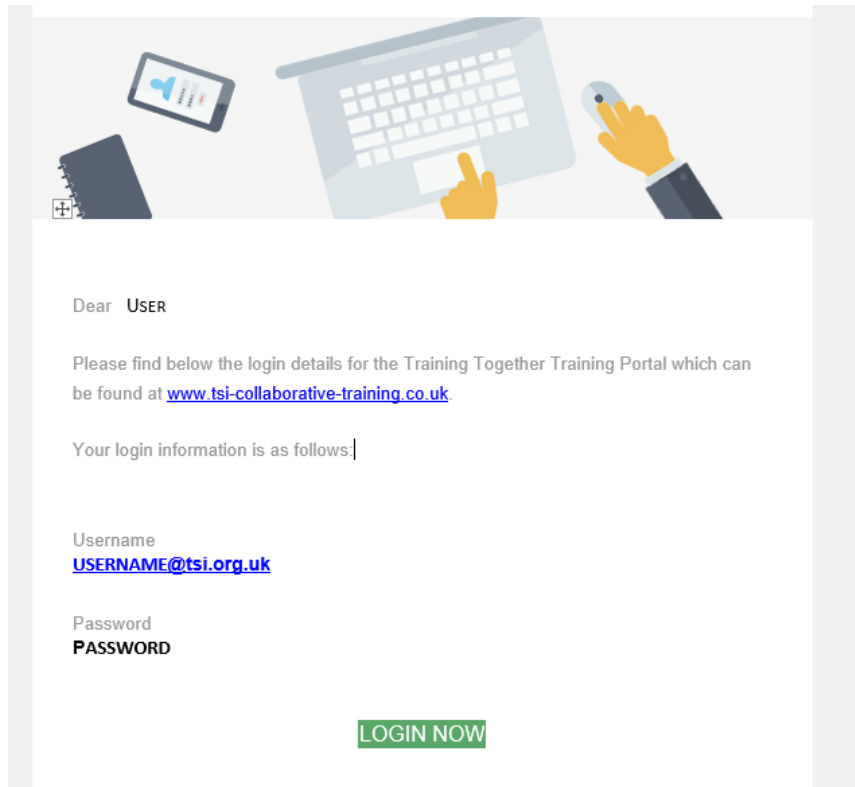 Dear User
Please find below the login details for the Training Together Training Portal which can
be found at www.tsi-collaborative-training.co.uk.
Your login information is as follows:
Username
USERNAME@tsi.org.uk
Password
PASSWORD
LOGIN NOW